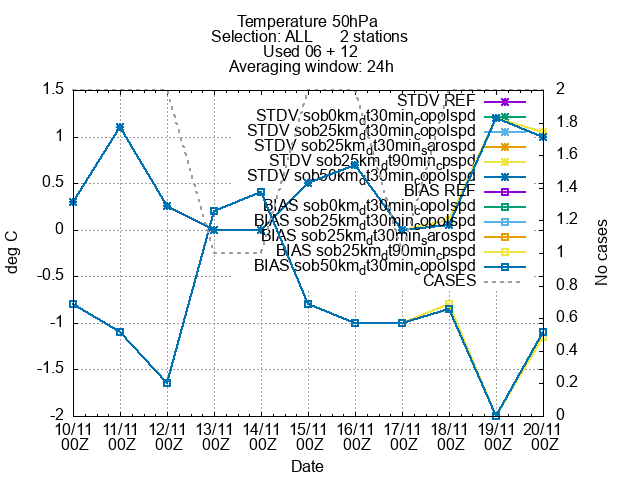 Temperature 50hPa
Selection: ALL 2 stations
Used 06 + 12
Averaging window: 24h
1.5
1
0.5
0
-0.5
-1
-1.5
-2
deg C
2
1.8
1.6
1.4
1.2
1
0.8
0.6
0.4
0.2
0
No cases
STDV REF
STDV sob0km_dt30min_copolspd
STDV sob25km_dt30min_copolspd
STDV sob25km_dt30min_sarospd
STDV sob25km_dt90min_cpspd
STDV sob50km_dt30min_copolspd
BIAS REF
BIAS sob0km_dt30min_copolspd
BIAS sob25km_dt30min_copolspd
BIAS sob25km_dt30min_sarospd
BIAS sob25km_dt90min_cpspd
BIAS sob50km_dt30min_copolspd
CASES
10/11 11/11 12/11 13/11 14/11 15/11 16/11 17/11 18/11 19/11 20/11
00Z 00Z 00Z 00Z 00Z 00Z 00Z 00Z 00Z 00Z 00Z
Date